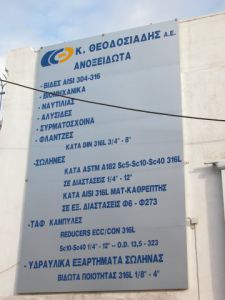 Κ. ΘΕΟΔΟΣΙΑΔΗΣ Α.Ε.
ΑΝΟΞΕΙΔΩΤΑ
- ΒΙΔΕΣ AISI 304-316
- ΒΙΟΜΗΧΑΝΙΚΑ
- ΝΑΥΤΙΛΙΑΣ
- ΑΛΥΣΙΔΕΣ
- ΣΥΡΜΑΤΟΣΧΟΙΝΑ
- ΦΛΑΝΤΖΕΣ
ΚΑΤΑ DIN 316L 3/4" - 8"
- ΣΩΛΗΝΕΣ
ΚΑΤΑ ASTM A182 Sc5-Sc10-Sc40 316L
ΣΕ ΔΙΑΣΤΑΣΕΙΣ 1/4" - 12"
ΚΑΤΑ AISI 316L ΜΑΤ-ΚΑΘΡΕΠΤΗΣ
ΣΕ ΕΞ. ΔΙΑΣΤΑΣΕΙΣ Φ6 - Φ273
- ΤΑΦ ΚΑΜΠΥΛΕΣ
REDUCERS ECC/CON 316L
Sc10-Sc40 1/4" - 12" -- O.D. 13,5 - 323
- ΥΔΡΑΥΛΙΚΑ ΕΞΑΡΤΗΜΑΤΑ ΣΩΛΗΝΑΣ
ΒΙΔΩΤΑ ΠΟΙΟΤΗΤΑΣ 316L 1/8" - 4"